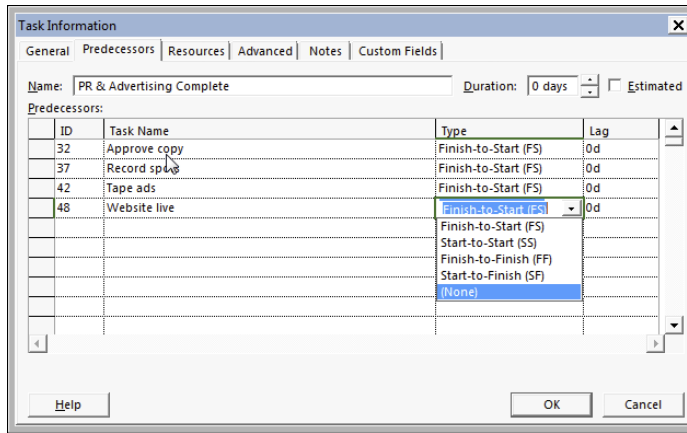 Task Information
General Predecessors Resources Advanced Notes Custom Fields
Name: PR & Advertising Complete Duration: 0 days Estimated
Predecessors:
ID Task Name Type Lag
32 Approve copy Finish-to-Start (FS) 0d
37 Record Finish-to-Start (FS) 0d
42 Tape ads Finish-to-Start (FS) 0d
48 Website live Finish-to-Start (FS) 0d
Finish-to-Start (FS)
Start-to-Start (SS)
Finish-to-Finish (FF)
Start-to-Finish (SF)
(None)
Help OK Cancel